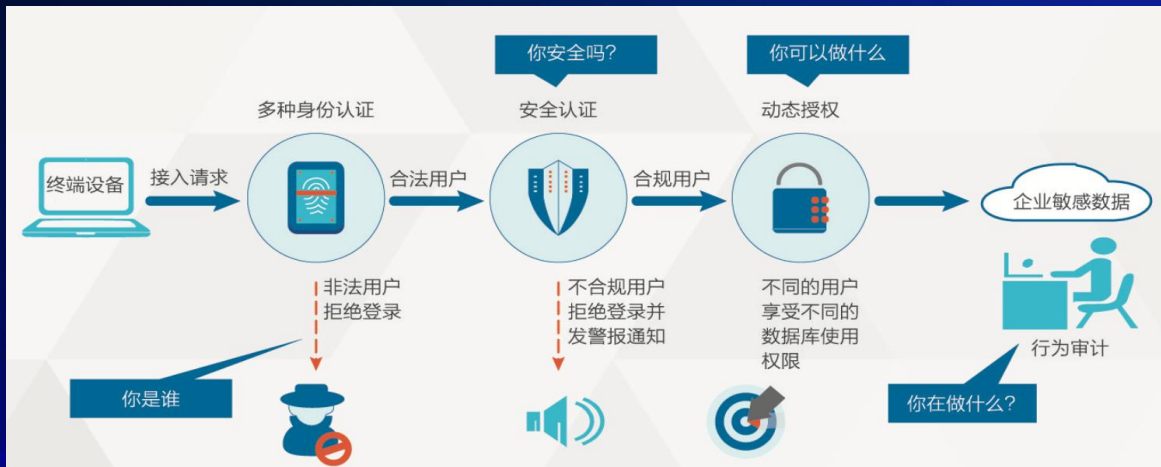 你安全吗?
你可以做什么
多种身份认证
安全认证
动态授权
终端设备
接入请求
合法用户
合规用户
企业敏感数据
非法用户
拒绝登录
不合规用户
拒绝登录并
发警报通知
不同的用户
享受不同的
数据库使用
权限
行为审计
你是谁
你在做什么?